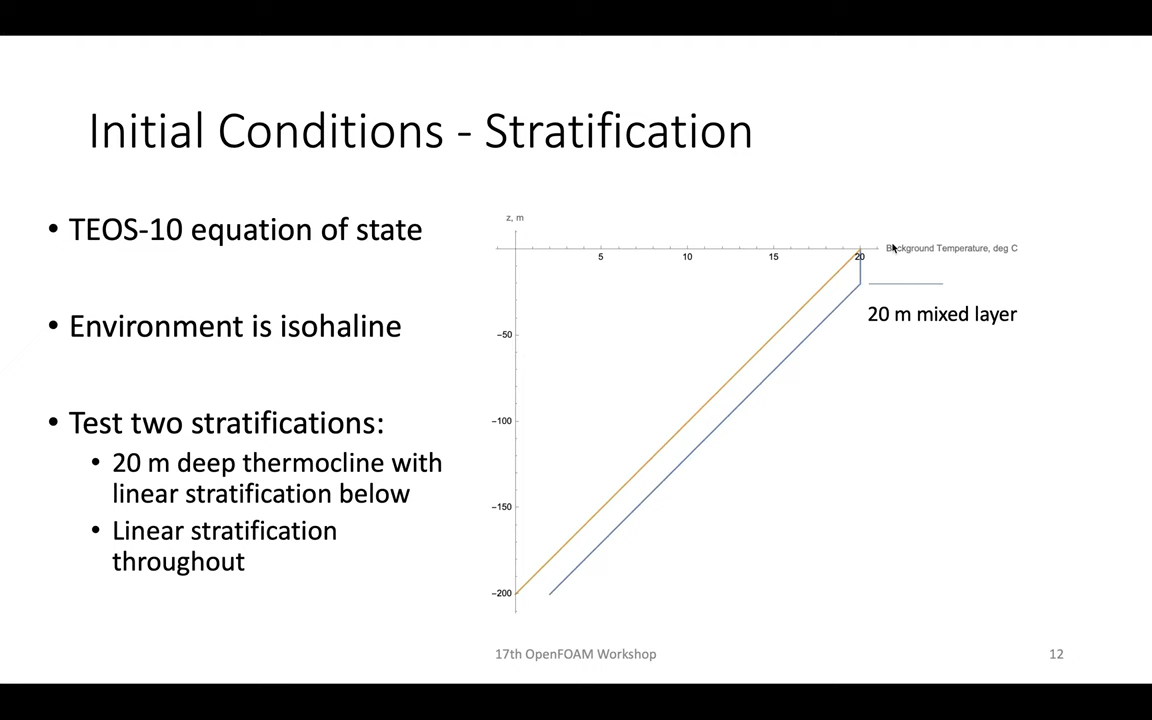 Initial Conditions - Stratification
• TEOS-10 equation of state
• Environment is isohaline
• Test two stratifications:
• 20 m deep thermocline with
linear stratification below
• Linear stratification
throughout
z, m
5
10
15
20
Background Temperature, deg C
20 m mixed layer
−50
−100
−150
−200
17th OpenFOAM Workshop
12